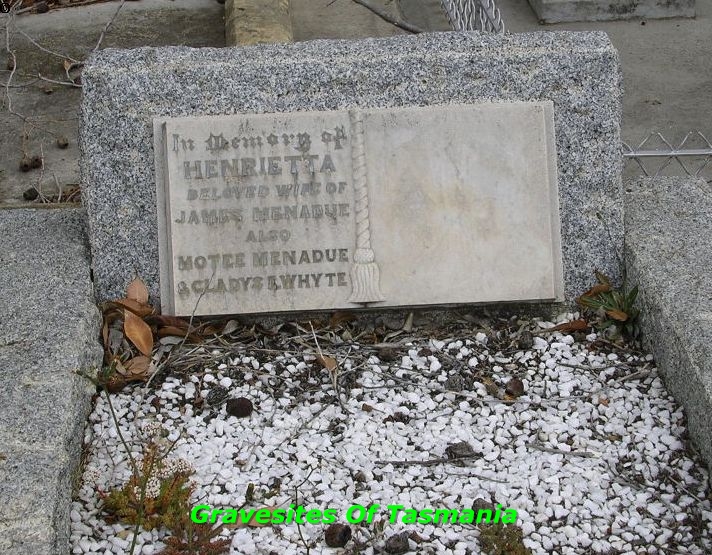 In Memory of
HENRIETTA
BELOVED WIFE OF
JAMES MENADUE
ALSO
MOTEE MENADUE
& GLADYS E. WHYTE
Gravesites Of Tasmania